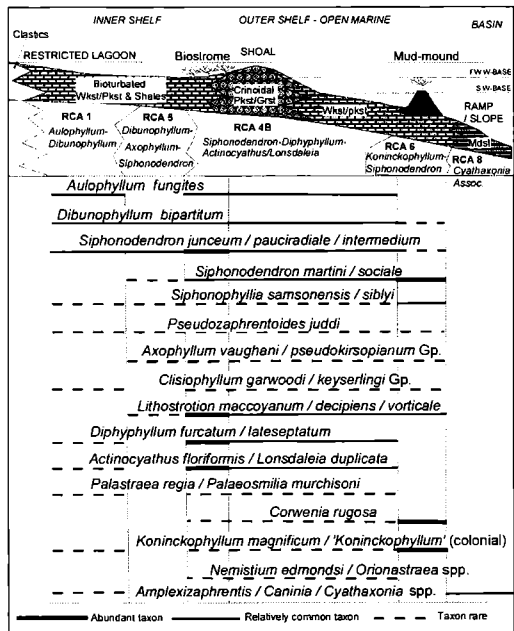 INNER SHELF OUTER SHELF - OPEN MARINE BASIN
Clastics
RESTRICTED LAGOON Biostrome SHOAL Mud-mound
F W W-BASE
S W-BASE
Bioturbated
Wkst/Pkst & Shales
Crinoidal
Pkst/Grst
Wkst/pkst
RAMP /
SLOPE
Mdst
RCA 1
Aulophyllum-
Dibunophyllum
RCA 5
Dibunophyllum-
Axophyllum-
Siphonodendron
RCA 4B
Siphonodendron-Diphyphyllum-
Actinocyathus/Lonsdaleia
RCA 6
Koninckophyllum-
Siphonodendron
RCA 8
Cyathaxonia
Assoc.
Aulophyllum fungites
Dibunophyllum bipartitum
Siphonodendron junceum / pauciradiale / intermedium
Siphonodendron martini / sociale
Siphonophyllia samsonensis / siblyi
Pseudozaphrentoides juddi
Axophyllum vaughani / pseudokirsopianum Gp.
Clisiophyllum garwoodi / keyserlingi Gp.
Lithostrotion maccoyanum / decipiens / vorticale
Diphyphyllum furcatum / lateseptatum
Actinocyathus floriformis / Lonsdaleia duplicata
Palastraea regia / Palaeosmilia murchisoni
Corwenia rugosa
Koninckophyllum magnificum / 'Koninckophyllum' (colonial)
Nemistium edmondsi / Orionastraea spp.
Amplexizaphrentis / Caninia / Cyathaxonia spp.
Abundant taxon Relatively common taxon Taxon rare